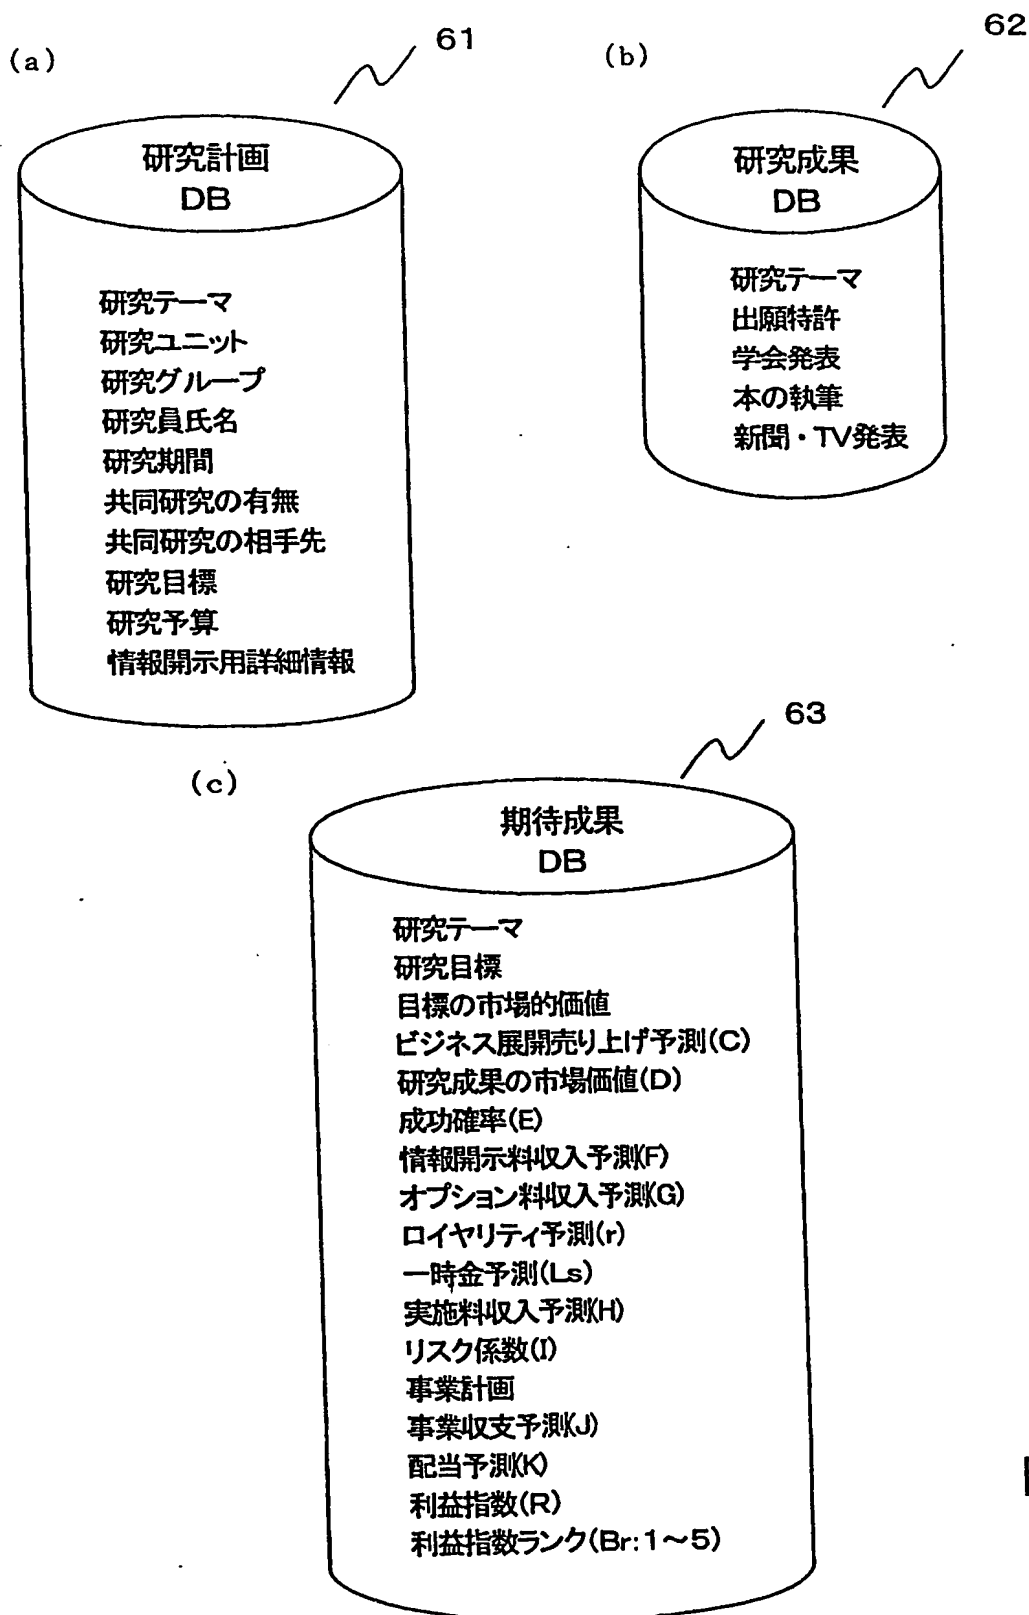 (a)
61
研究計画
DB
研究テーマ
研究ユニット
研究グループ
研究員氏名
研究期間
共同研究の有無
共同研究の相手先
研究目標
研究予算
情報開示用詳細情報
(b)
62
研究成果
DB
研究テーマ
出願特許
学会発表
本の執筆
新聞・TV発表
(c)
63
期待成果
DB
研究テーマ
研究目標
目標の市場的価値
ビジネス展開売り上げ予測(C)
研究成果の市場価値(D)
成功確率(E)
情報開示料収入予測(F)
オプション料収入予測(G)
ロイヤリティ予測(r)
一時金予測(Ls)
実施料収入予測(H)
リスク係数(I)
事業計画
事業収支予測(J)
配当予測(K)
利益指数(R)
利益指数ランク(Br:1～5)